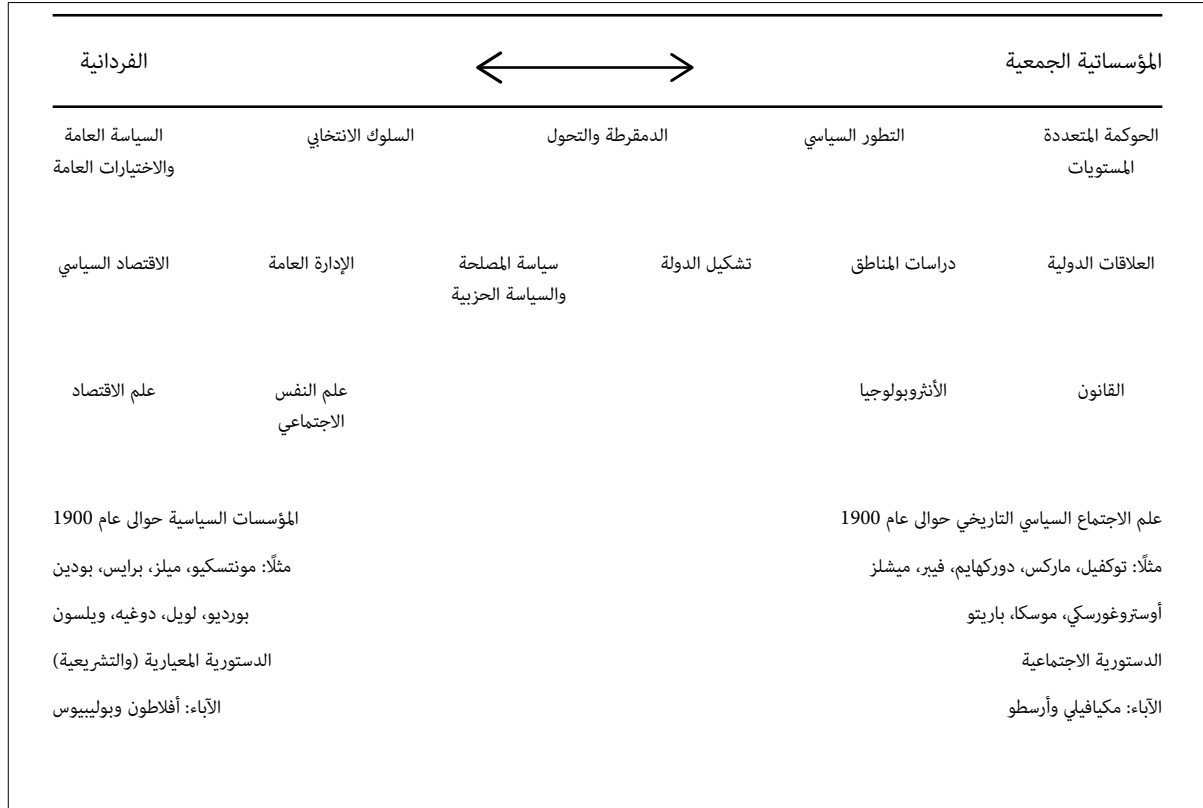 المؤسساتية الجمعية الفردانية
الحوكمة المتعددة التطور السياسي الدمقرطة والتحول السلوك الانتخابي السياسة العامة
المستويات والاختيارات العامة
العلاقات الدولية دراسات المناطق تشكيل الدولة سياسة المصلحة الإدارة العامة الاقتصاد السياسي
والسياسة الحزبية
القانون الأنثروبولوجيا علم النفس علم الاقتصاد
الاجتماعي
علم الاجتماع السياسي التاريخي حوالى عام 1900 المؤسسات السياسية حوالى عام 1900
مثلًا: توكفيل، ماركس، دوركهايم، فيبر، ميشلز مثلًا: مونتسكيو، ميلز، برايس، بودين
أوستروغورسكي، موسكا، باريتو بورديو، لويل، دوغيه، ويلسون
الدستورية الاجتماعية الدستورية المعيارية (والتشريعية)
الآباء: مكيافيلي وأرسطو الآباء: أفلاطون وبوليبيوس